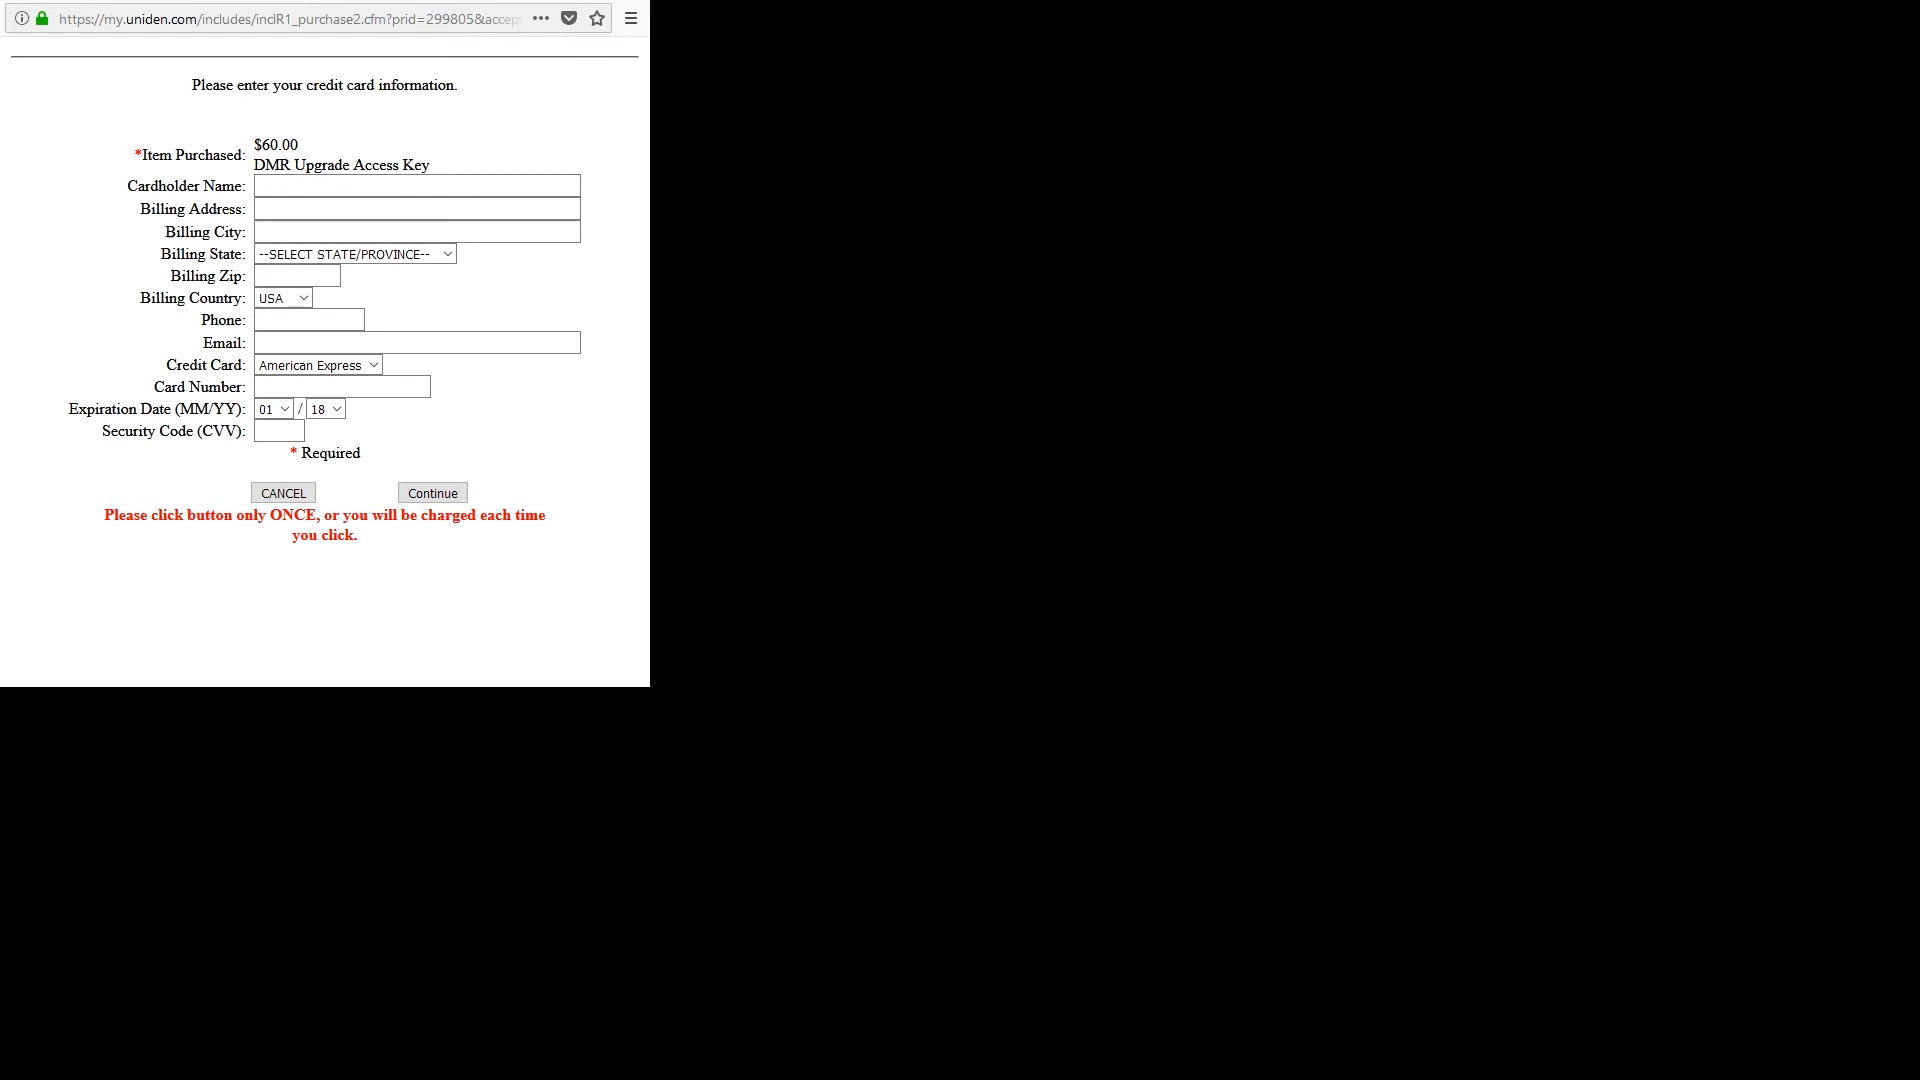 https://my.uniden.com/includes/inclR1_purchase2.cfm?prid=299805&accep
Please enter your credit card information.
*Item Purchased: $60.00
DMR Upgrade Access Key
Cardholder Name:
Billing Address:
Billing City:
Billing State: --SELECT STATE/PROVINCE--
Billing Zip:
Billing Country: USA
Phone:
Email:
Credit Card: American Express
Card Number:
Expiration Date (MM/YY): 01 / 18
Security Code (CVV):
* Required
CANCEL Continue
Please click button only ONCE, or you will be charged each time
you click.